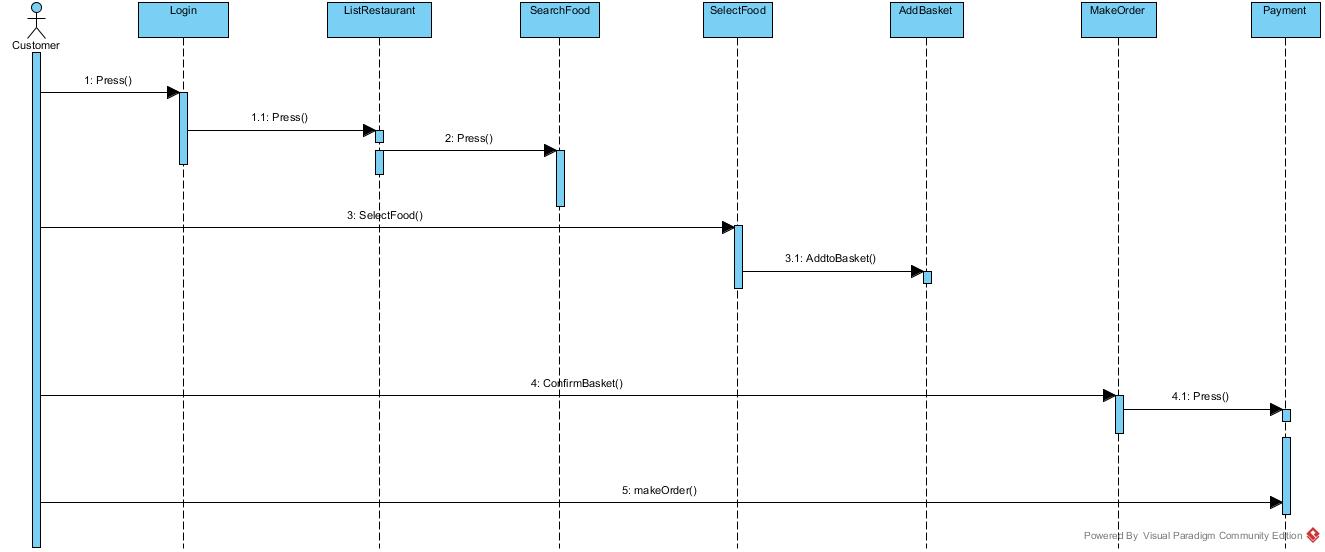 Login
ListRestaurant
SearchFood
SelectFood
AddBasket
MakeOrder
Payment
Customer
1: Press()
1.1: Press()
2: Press()
3: SelectFood()
3.1: AddtoBasket()
4: ConfirmBasket()
4.1: Press()
5: makeOrder()
Powered By Visual Paradigm Community Edition